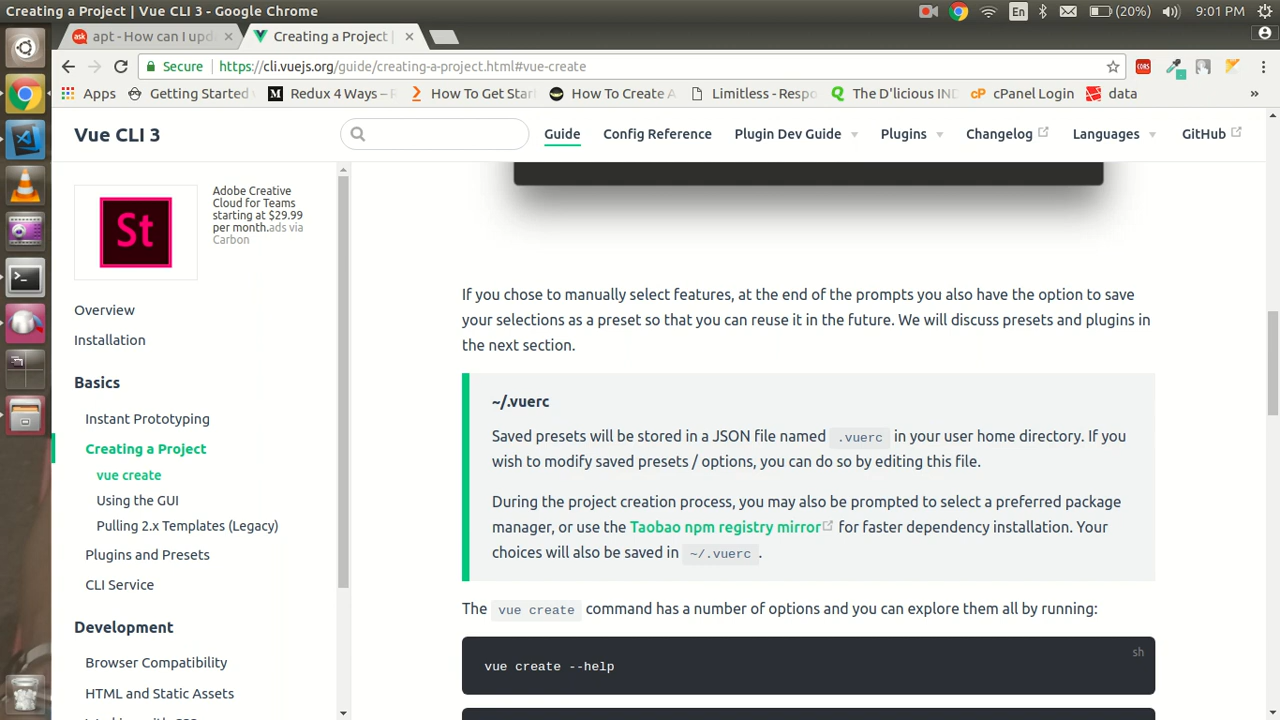 Creating a Project | Vue CLI 3 - Google Chrome
En
(20%)
9:01 PM
ask
apt - How can I upd
×
Creating a Project |
×
Secure
https://cli.vuejs.org/guide/creating-a-project.html#vue-create
CORS
Apps
Getting Started
Redux 4 Ways –
How To Get Star
How To Create A
Limitless - Respo
The D'licious IND
cP
cPanel Login
data
»
Vue CLI 3
Guide
Config Reference
Plugin Dev Guide
Plugins
Changelog
Languages
GitHub
St
Adobe Creative
Cloud for Teams
starting at $29.99
per month.ads via
Carbon
Overview
Installation
Basics
Instant Prototyping
Creating a Project
vue create
Using the GUI
Pulling 2.x Templates (Legacy)
Plugins and Presets
CLI Service
Development
Browser Compatibility
HTML and Static Assets
If you chose to manually select features, at the end of the prompts you also have the option to save
your selections as a preset so that you can reuse it in the future. We will discuss presets and plugins in
the next section.
~/.vuerc
Saved presets will be stored in a JSON file named .vuerc in your user home directory. If you
wish to modify saved presets / options, you can do so by editing this file.
During the project creation process, you may also be prompted to select a preferred package
manager, or use the Taobao npm registry mirror for faster dependency installation. Your
choices will also be saved in ~/.vuerc.
The vue create command has a number of options and you can explore them all by running:
sh
vue create --help